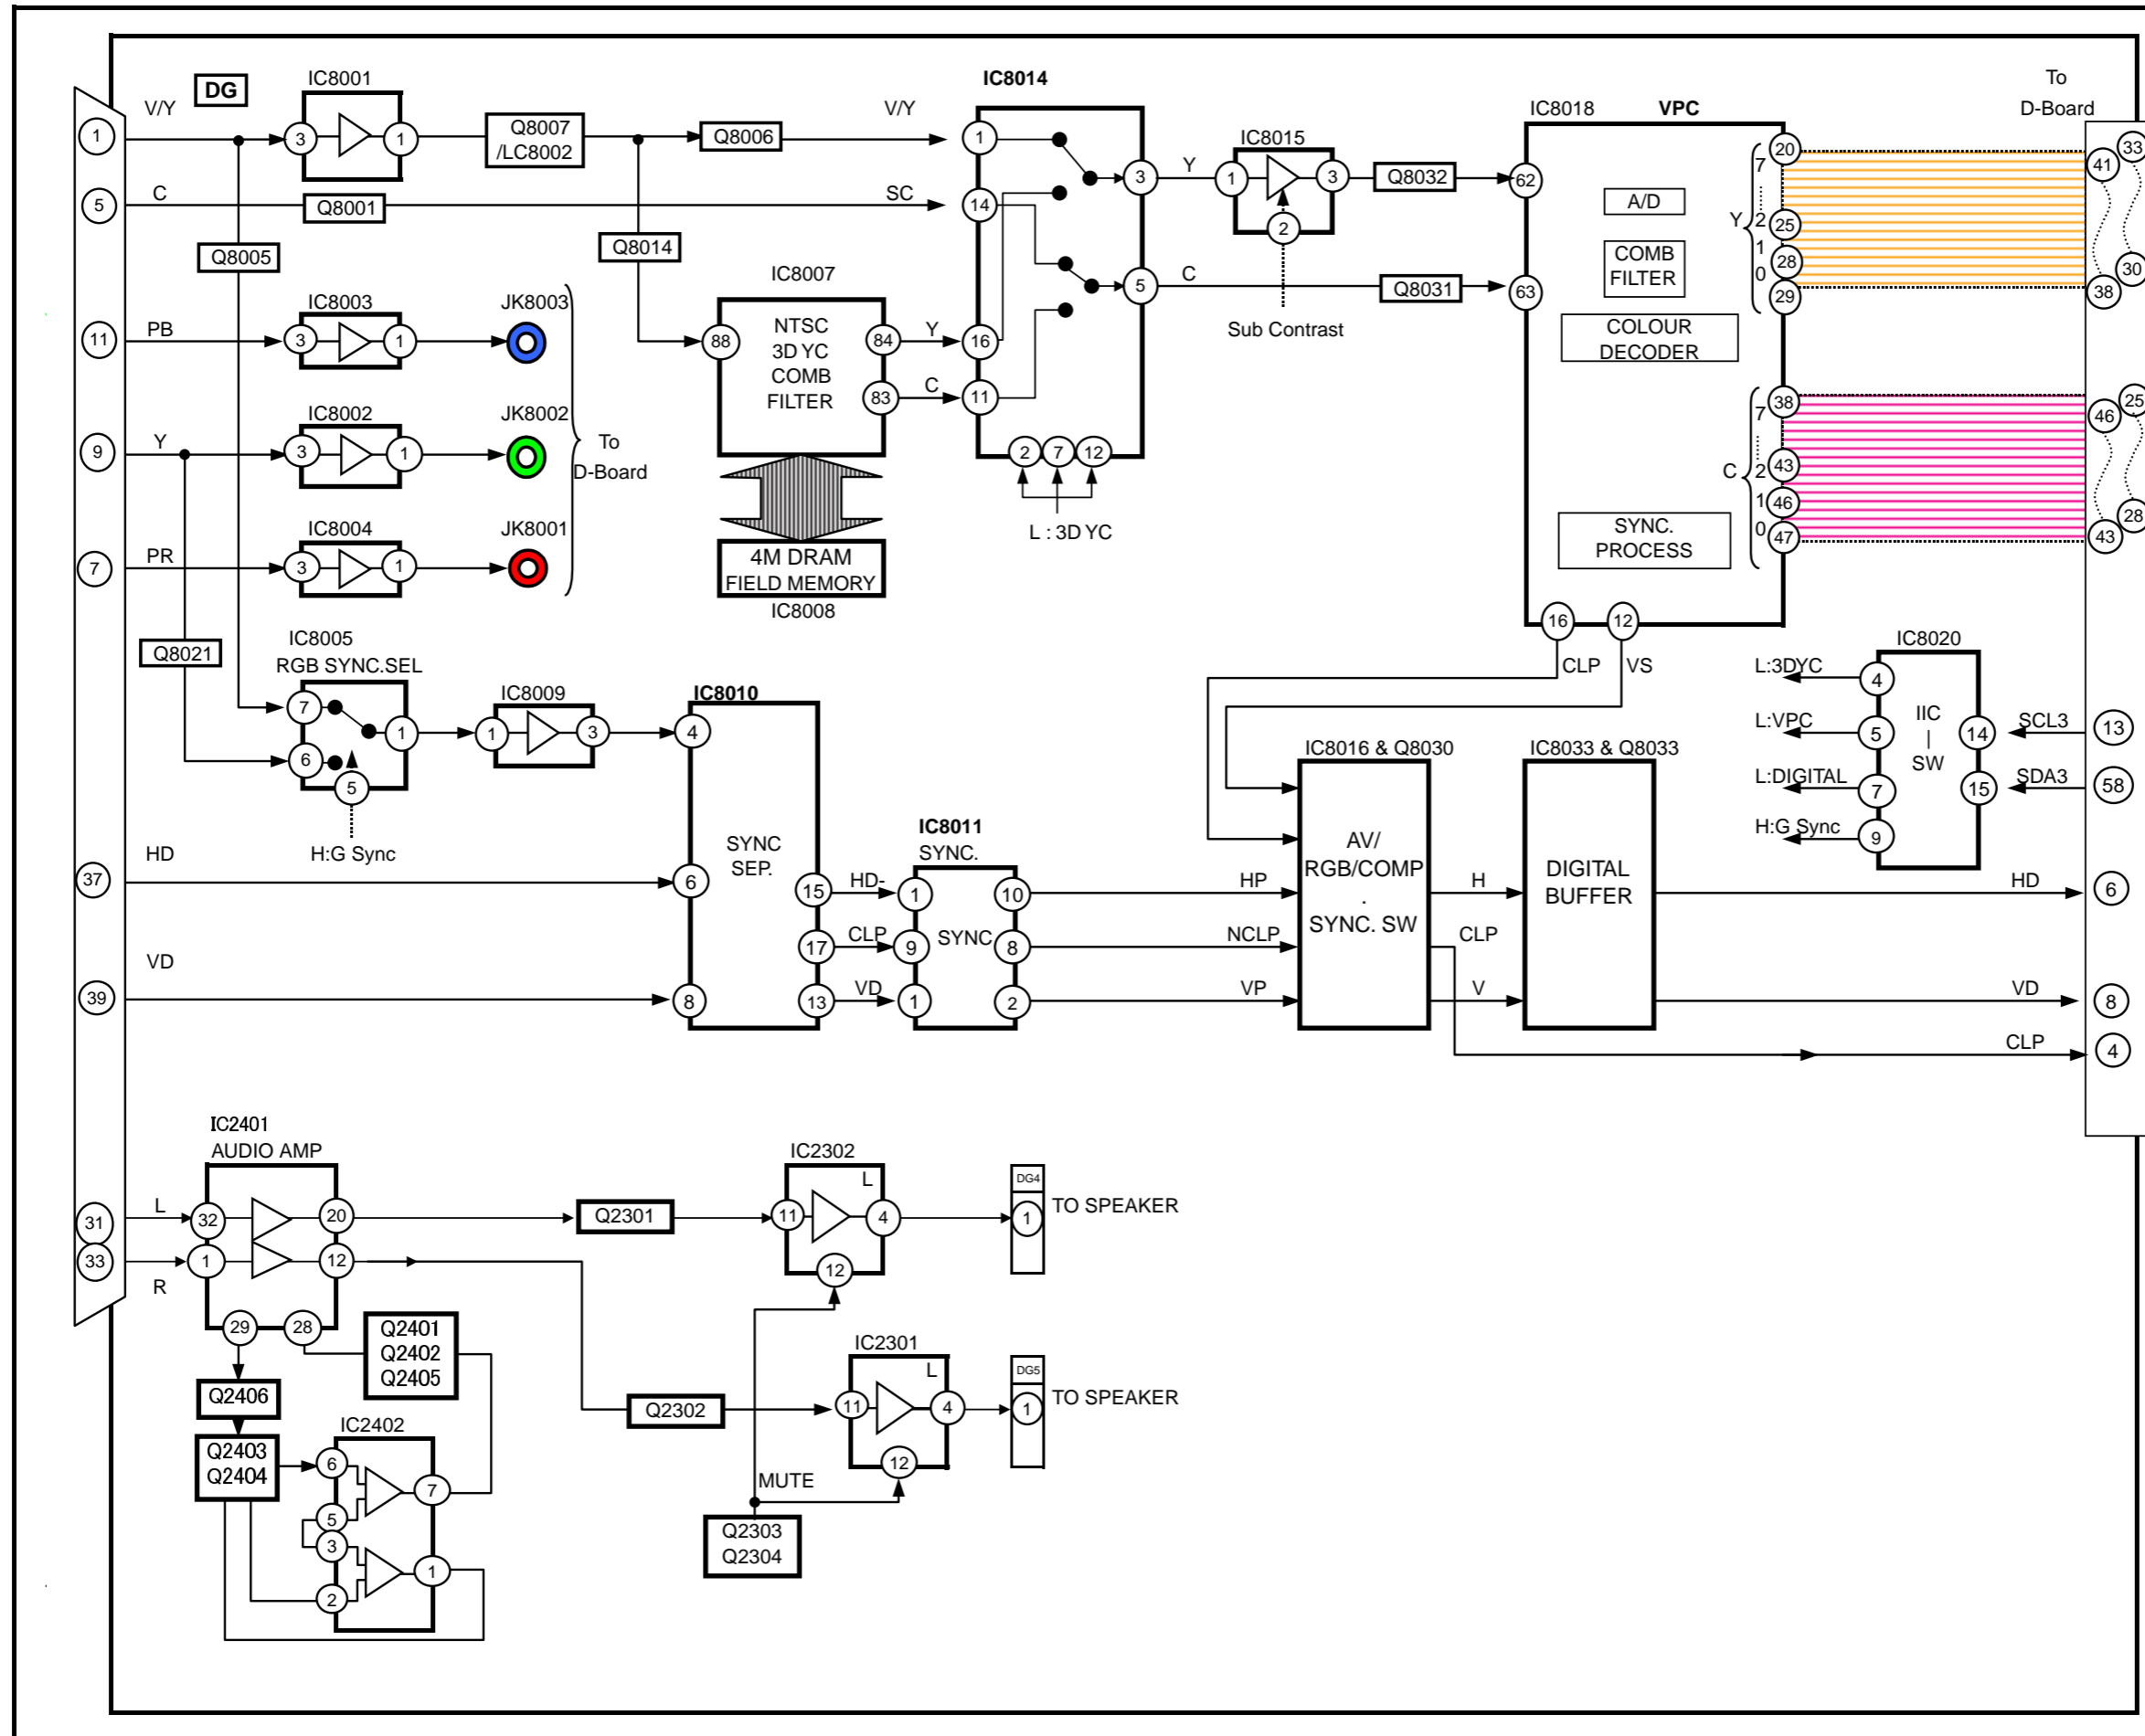 DG
IC8001
V/Y
1
3
1
Q8007
/LC8002
Q8006
V/Y
IC8014
1
3
Y
IC8015
1
3
2
Sub Contrast
Q8032
IC8018 VPC
62
To
D-Board
5
C
Q8001
SC
14
Q8005
Q8014
IC8007
NTSC
3D YC
COMB
FILTER
88
84
Y
16
83
C
11
5
C
Q8031
63
2
7
12
L : 3D YC
A/D
COMB
FILTER
COLOUR
DECODER
SYNC.
PROCESS
Y
7
2
1
0
20
25
28
29
33
41
30
38
C
7
2
1
0
38
43
46
47
25
46
28
43
11
PB
IC8003
3
1
JK8003
9
Y
IC8002
3
1
JK8002
To
D-Board
7
PR
IC8004
3
1
JK8001
4M DRAM
FIELD MEMORY
IC8008
Q8021
IC8005
RGB SYNC.SEL
7
6
1
5
H:G Sync
IC8009
1
3
IC8010
4
SYNC
SEP.
16
12
CLP
VS
IC8020
L:3DYC
4
L:VPC
5
L:DIGITAL
7
H:G Sync
9
IIC
|
SW
14
SCL3
13
15
SDA3
58
IC8016 & Q8030
AV/
RGB/COMP
.
SYNC. SW
IC8033 & Q8033
DIGITAL
BUFFER
IC8011
SYNC.
37
HD
6
15
HD-
1
10
HP
H
HD
6
17
CLP
9
SYNC
8
NCLP
CLP
39
VD
8
13
VD
1
2
VP
V
VD
8
CLP
4
IC2401
AUDIO AMP
31
L
32
20
Q2301
IC2302
L
11
4
12
DG4
1
TO SPEAKER
33
R
1
12
29
28
Q2401
Q2402
Q2405
Q2406
Q2403
Q2404
IC2402
6
7
5
3
1
2
Q2302
IC2301
L
11
4
12
DG5
1
TO SPEAKER
MUTE
Q2303
Q2304